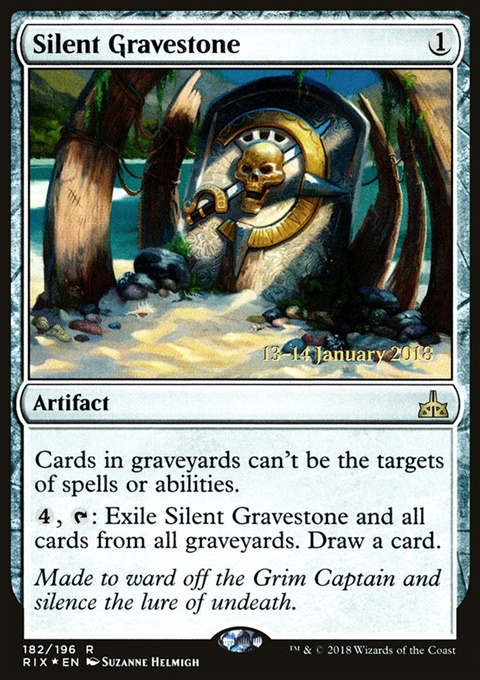 Silent Gravestone 1
13–14 January 2018
Artifact
Cards in graveyards can't be the targets
of spells or abilities.
4, : Exile Silent Gravestone and all
cards from all graveyards. Draw a card.
Made to ward off the Grim Captain and
silence the lure of undeath.
182/196 R
RIX★EN Suzanne Helmigh
™ & © 2018 Wizards of the Coast